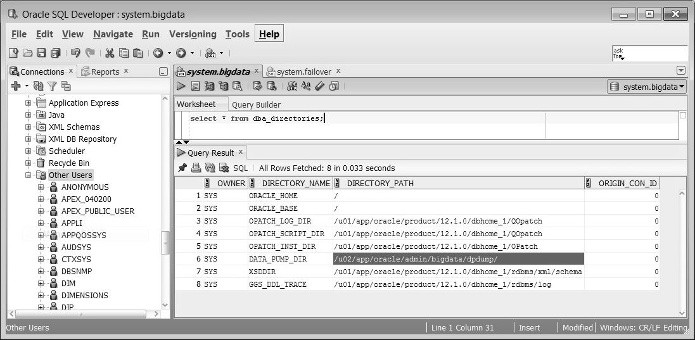 Oracle SQL Developer : system.bigdata
File Edit View Navigate Run Versioning Tools Help
Connections
Reports
system.bigdata
system.failover
system.bigdata
Application Express
Java
XML Schemas
XML DB Repository
Scheduler
Recycle Bin
Other Users
ANONYMOUS
APEX_040200
APEX_PUBLIC_USER
APPLI
APPQOSSYS
AUDSYS
CTXSYS
DBSNMP
DIM
DIMENSIONS
DIP
Worksheet Query Builder
select * from dba_directories;
Query Result
SQL | All Rows Fetched: 8 in 0.033 seconds
OWNER DIRECTORY_NAME DIRECTORY_PATH ORIGIN_CON_ID
1 SYS ORACLE_HOME / 0
2 SYS ORACLE_BASE / 0
3 SYS OPATCH_LOG_DIR /u01/app/oracle/product/12.1.0/dbhome_1/QOpatch 0
4 SYS OPATCH_SCRIPT_DIR /u01/app/oracle/product/12.1.0/dbhome_1/QOpatch 0
5 SYS OPATCH_INST_DIR /u01/app/oracle/product/12.1.0/dbhome_1/OPatch 0
6 SYS DATA_PUMP_DIR /u02/app/oracle/admin/bigdata/dpdump/ 0
7 SYS XSDDIR /u01/app/oracle/product/12.1.0/dbhome_1/rdbms/xml/schema 0
8 SYS GGS_DDL_TRACE /u01/app/oracle/product/12.1.0/dbhome_1/rdbms/log 0
Other Users
Line 1 Column 31 | Insert | Modified | Windows: CR/LF Editing